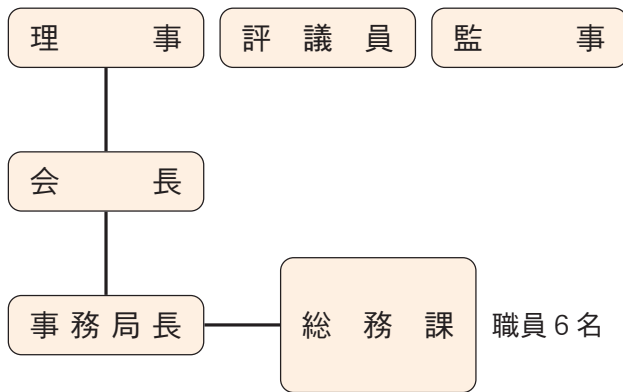 理事 評議員 監事
会長
事務局長 総務課 職員6名